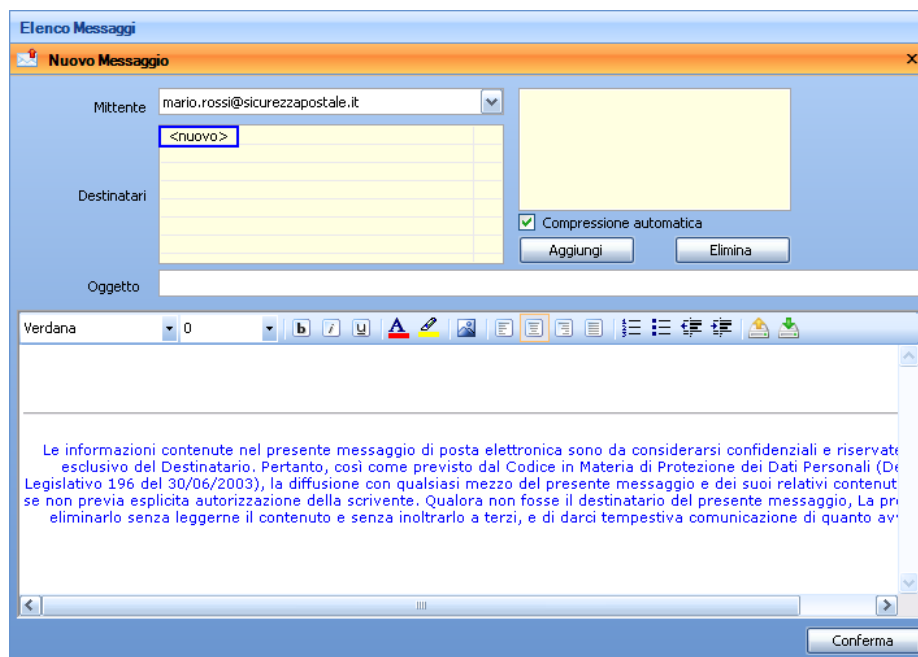 Elenco Messaggi
Nuovo Messaggio
Mittente mario.rossi@sicurezzapostale.it
<nuovo>
Destinatari
Compressione automatica
Aggiungi Elimina
Oggetto
Verdana 0 b i u A
Le informazioni contenute nel presente messaggio di posta elettronica sono da considerarsi confidenziali e riservate
esclusivo del Destinatario. Pertanto, così come previsto dal Codice in Materia di Protezione dei Dati Personali (De
Legislativo 196 del 30/06/2003), la diffusione con qualsiasi mezzo del presente messaggio e dei suoi relativi contenut
se non previa esplicita autorizzazione della scrivente. Qualora non fosse il destinatario del presente messaggio, La pr
eliminarlo senza leggerne il contenuto e senza inoltrarlo a terzi, e di darci tempestiva comunicazione di quanto av
Conferma